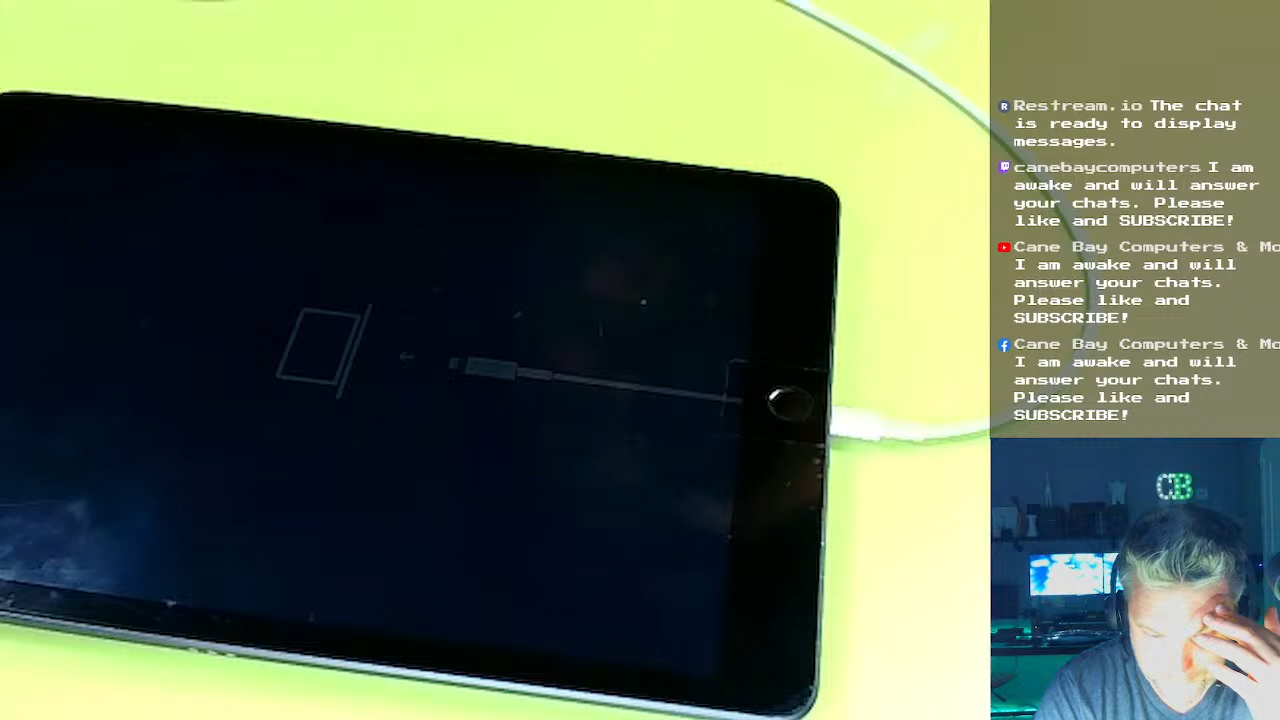 Restream.io The chat
is ready to display
messages.
canebaycomputers I am
awake and will answer
your chats. Please
like and SUBSCRIBE!
Cane Bay Computers & Mo
I am awake and will
answer your chats.
Please like and
SUBSCRIBE!
Cane Bay Computers & Mo
I am awake and will
answer your chats.
Please like and
SUBSCRIBE!
CB